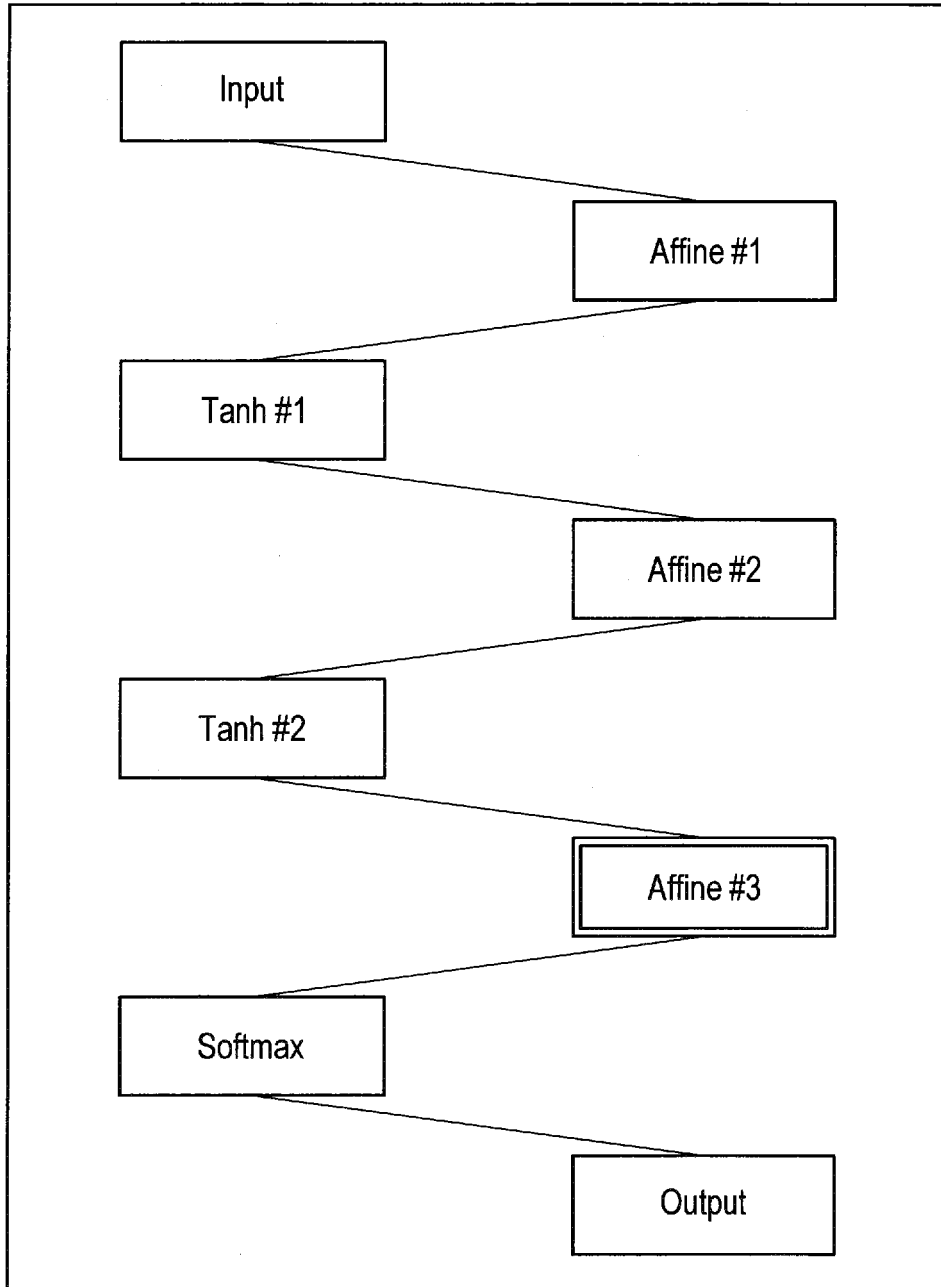 Input
Affine #1
Tanh #1
Affine #2
Tanh #2
Affine #3
Softmax
Output